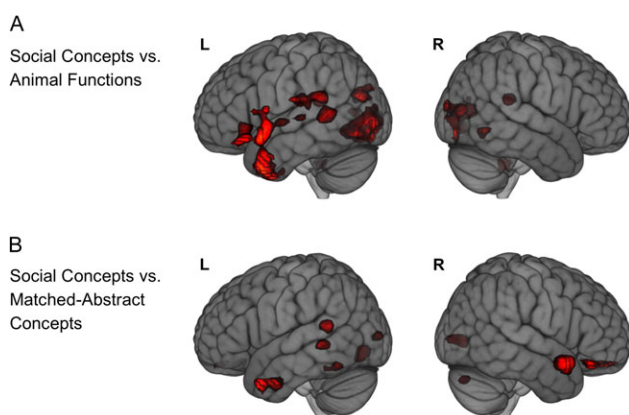 A
Social Concepts vs.
Animal Functions
L
R
B
Social Concepts vs.
Matched-Abstract
Concepts
L
R